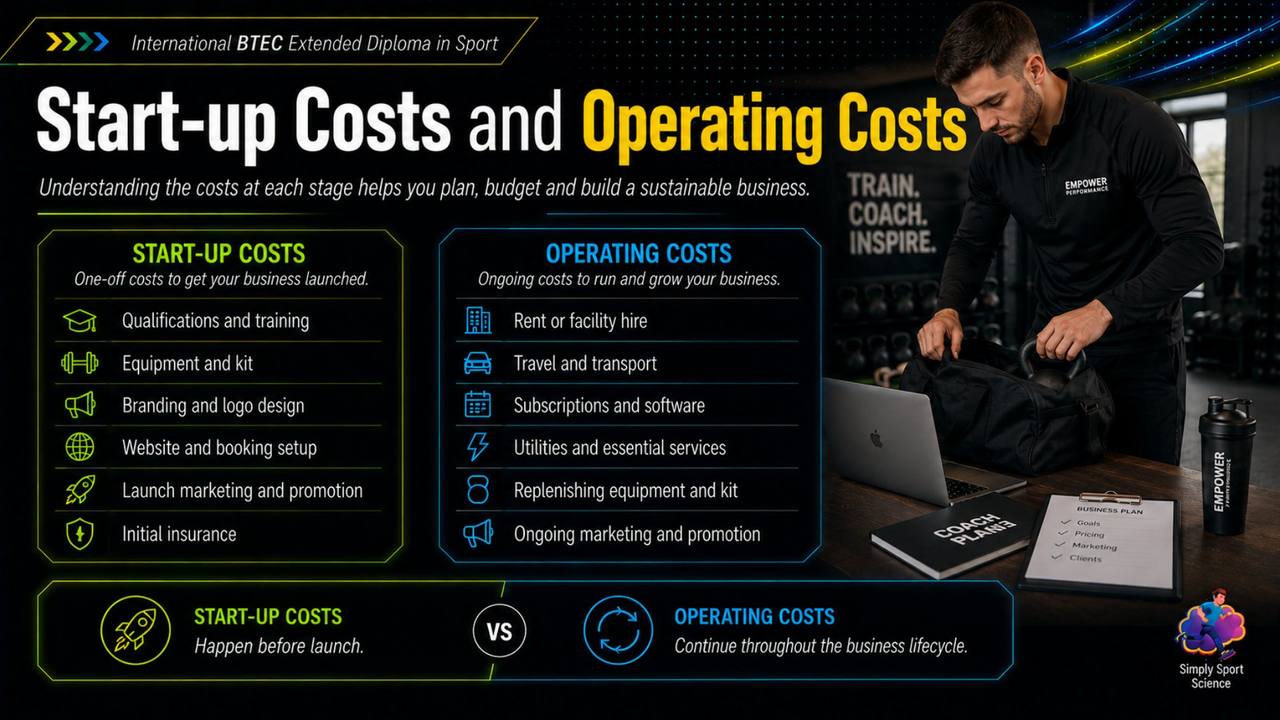 International BTEC Extended Diploma in Sport
Start-up Costs and Operating Costs
Understanding the costs at each stage helps you plan, budget and build a sustainable business.
START-UP COSTS
One-off costs to get your business launched.
Qualifications and training
Equipment and kit
Branding and logo design
Website and booking setup
Launch marketing and promotion
Initial insurance
OPERATING COSTS
Ongoing costs to run and grow your business.
Rent or facility hire
Travel and transport
Subscriptions and software
Utilities and essential services
Replenishing equipment and kit
Ongoing marketing and promotion
START-UP COSTS
Happen before launch.
VS
OPERATING COSTS
Continue throughout the business lifecycle.
TRAIN.
COACH.
INSPIRE.
EMPOWER
PERFORMANCE
COACH
BUSINESS PLAN
Goals
Pricing
Marketing
Clients
EMPOWER
Simply Sport
Science